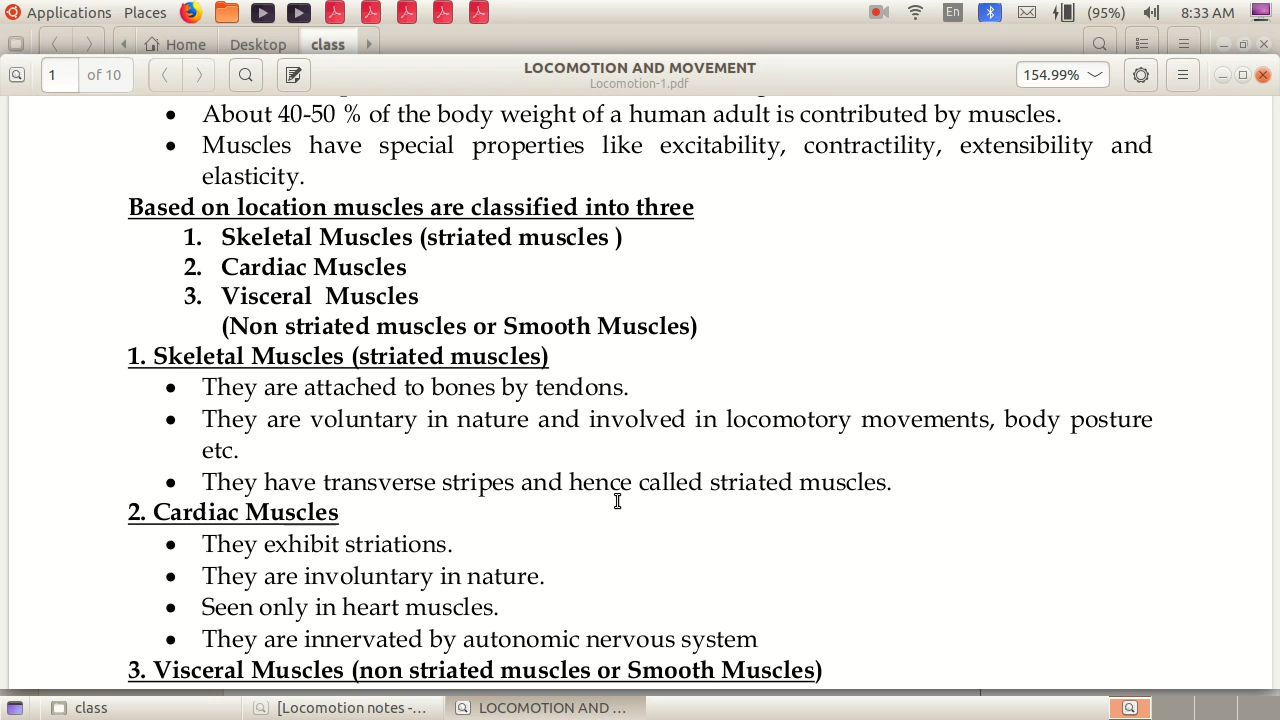 Applications Places En (95%) 8:33 AM
Home Desktop class
1 of 10 LOCOMOTION AND MOVEMENT 154.99%
Locomotion-1.pdf
• About 40-50 % of the body weight of a human adult is contributed by muscles.
• Muscles have special properties like excitability, contractility, extensibility and
elasticity.
Based on location muscles are classified into three
1. Skeletal Muscles (striated muscles )
2. Cardiac Muscles
3. Visceral Muscles
(Non striated muscles or Smooth Muscles)
1. Skeletal Muscles (striated muscles)
• They are attached to bones by tendons.
• They are voluntary in nature and involved in locomotory movements, body posture
etc.
• They have transverse stripes and hence called striated muscles.
2. Cardiac Muscles
• They exhibit striations.
• They are involuntary in nature.
• Seen only in heart muscles.
• They are innervated by autonomic nervous system
3. Visceral Muscles (non striated muscles or Smooth Muscles)
class [Locomotion notes -... LOCOMOTION AND ...